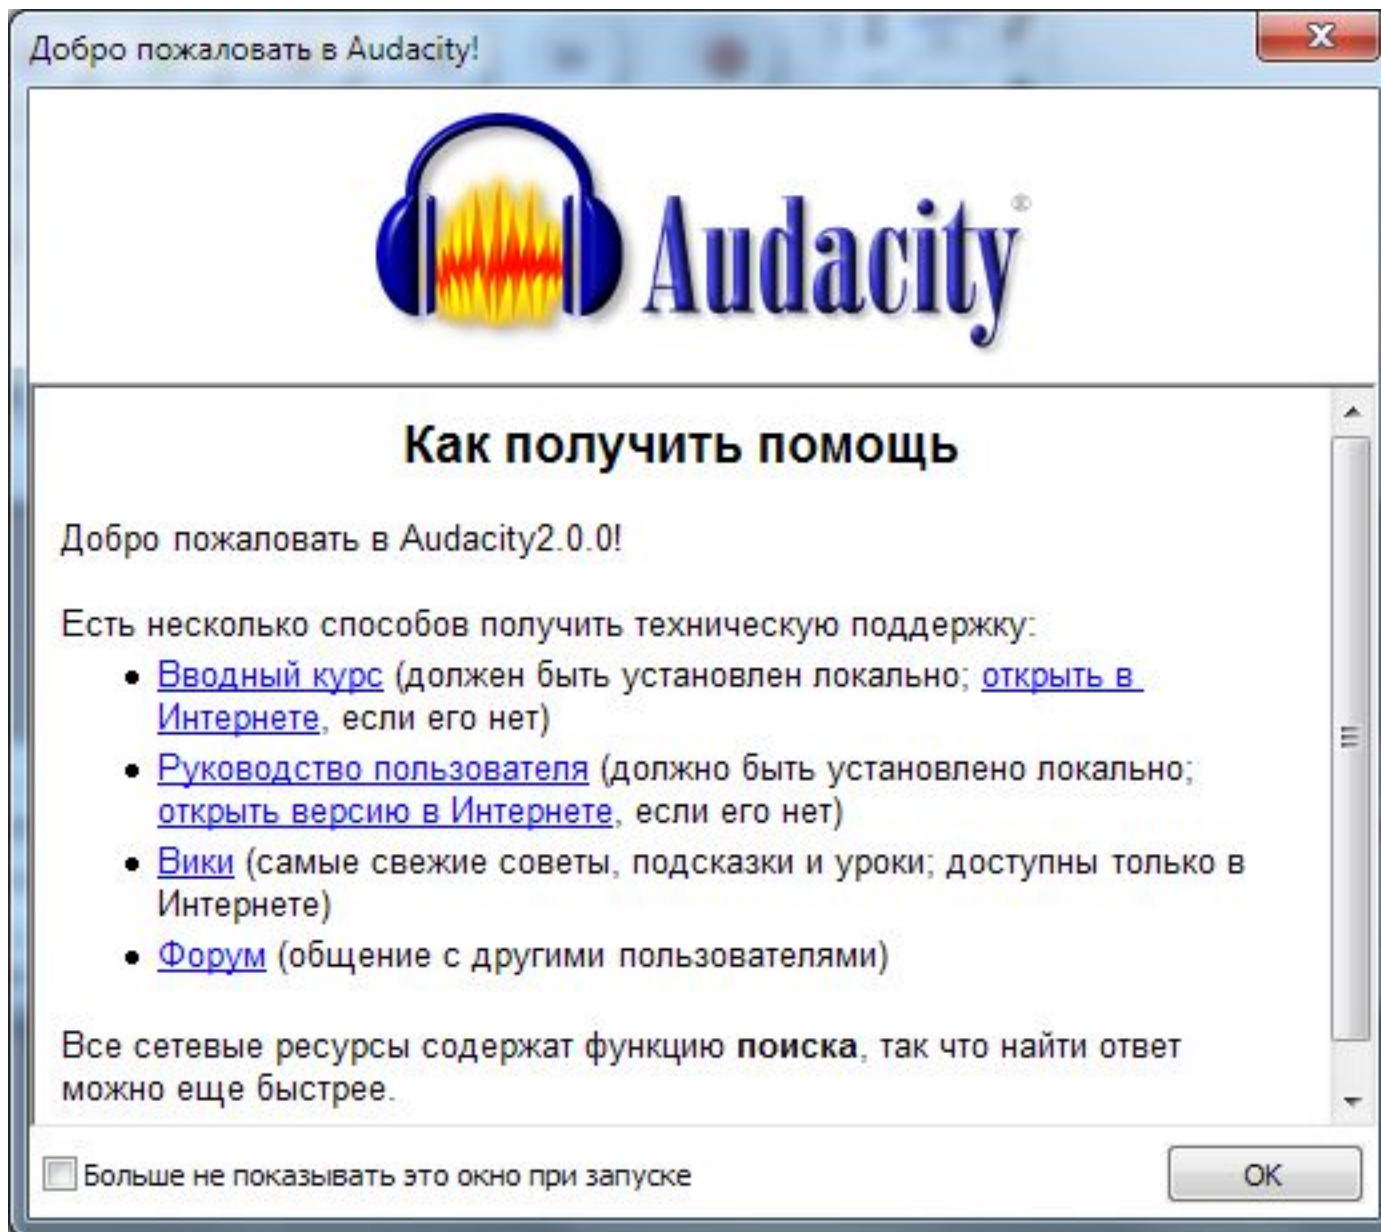 Добро пожаловать в Audacity!
Audacity®
Как получить помощь
Добро пожаловать в Audacity2.0.0!
Есть несколько способов получить техническую поддержку:
• Вводный курс (должен быть установлен локально; открыть в
Интернете, если его нет)
• Руководство пользователя (должно быть установлено локально;
открыть версию в Интернете, если его нет)
• Вики (самые свежие советы, подсказки и уроки; доступны только в
Интернете)
• Форум (общение с другими пользователями)
Все сетевые ресурсы содержат функцию поиска, так что найти ответ
можно еще быстрее.
Больше не показывать это окно при запуске
OK